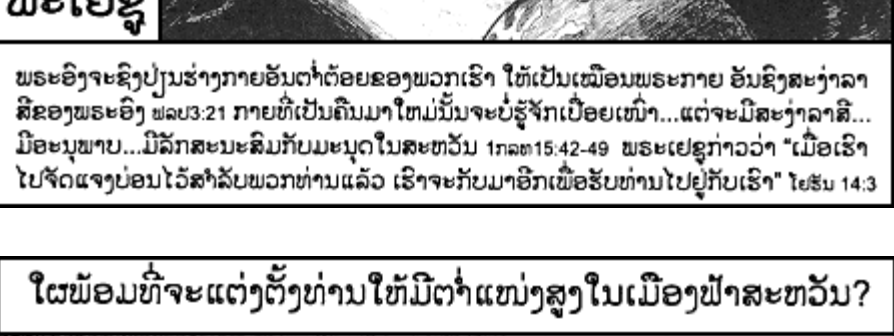 ພຣະເຢຊູ
ພຣະອົງຈະຊົງປ່ຽນຮ່າງກາຍອັນຕ່ຳຕ້ອຍຂອງພວກເຮົາ ໃຫ້ເປັນເໝືອນພຣະກາຍ ອັນຊົງສະງ່າລາ
ສີຂອງພຣະອົງ ຟລປ3:21 ກາຍທີ່ເປັນຄືນມາໃຫມ່ນັ້ນຈະບໍ່ຮູ້ຈັກເປື່ອຍເໜົ່າ...ແຕ່ຈະມີສະງ່າລາສີ...
ມີອະນຸພາບ...ມີລັກສະນະສົມກັບມະນຸດໃນສະຫວັນ 1ກລທ15:42-49 ພຣະເຢຊູກ່າວວ່າ "ເມື່ອເຮົາ
ໄປຈັດແຈງບ່ອນໄວ້ສຳລັບພວກທ່ານແລ້ວ ເຮົາຈະກັບມາອີກເພື່ອຮັບທ່ານໄປຢູ່ກັບເຮົາ" ໂຢຮັນ 14:3
ໃຜພ້ອມທີ່ຈະແຕ່ງຕັ້ງທ່ານໃຫ້ມີຕຳແໜ່ງສູງໃນເມືອງຟ້າສະຫວັນ?